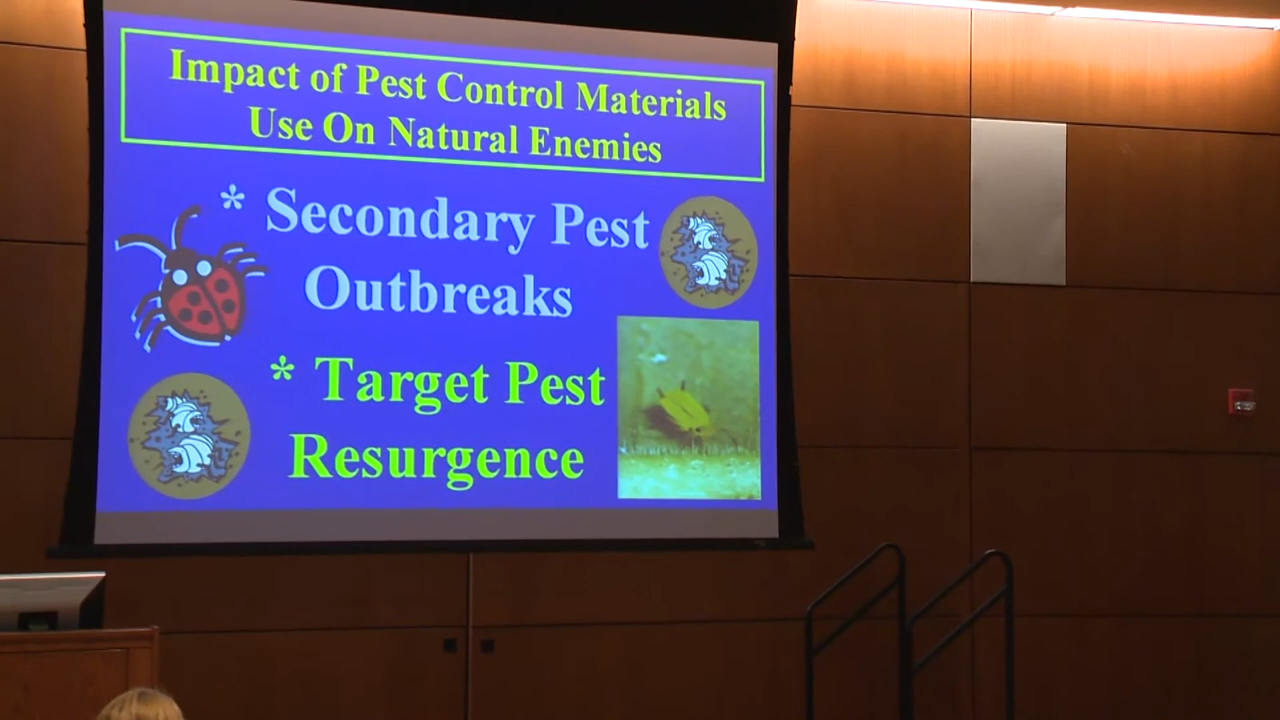 Impact of Pest Control Materials
Use On Natural Enemies
* Secondary Pest
Outbreaks
* Target Pest
Resurgence